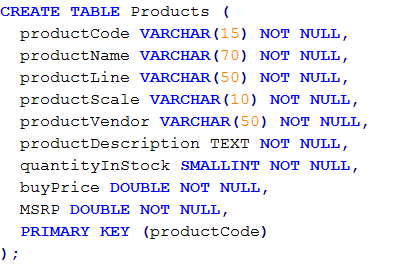 CREATE TABLE Products (
  productCode VARCHAR(15) NOT NULL,
  productName VARCHAR(70) NOT NULL,
  productLine VARCHAR(50) NOT NULL,
  productScale VARCHAR(10) NOT NULL,
  productVendor VARCHAR(50) NOT NULL,
  productDescription TEXT NOT NULL,
  quantityInStock SMALLINT NOT NULL,
  buyPrice DOUBLE NOT NULL,
  MSRP DOUBLE NOT NULL,
  PRIMARY KEY (productCode)
);